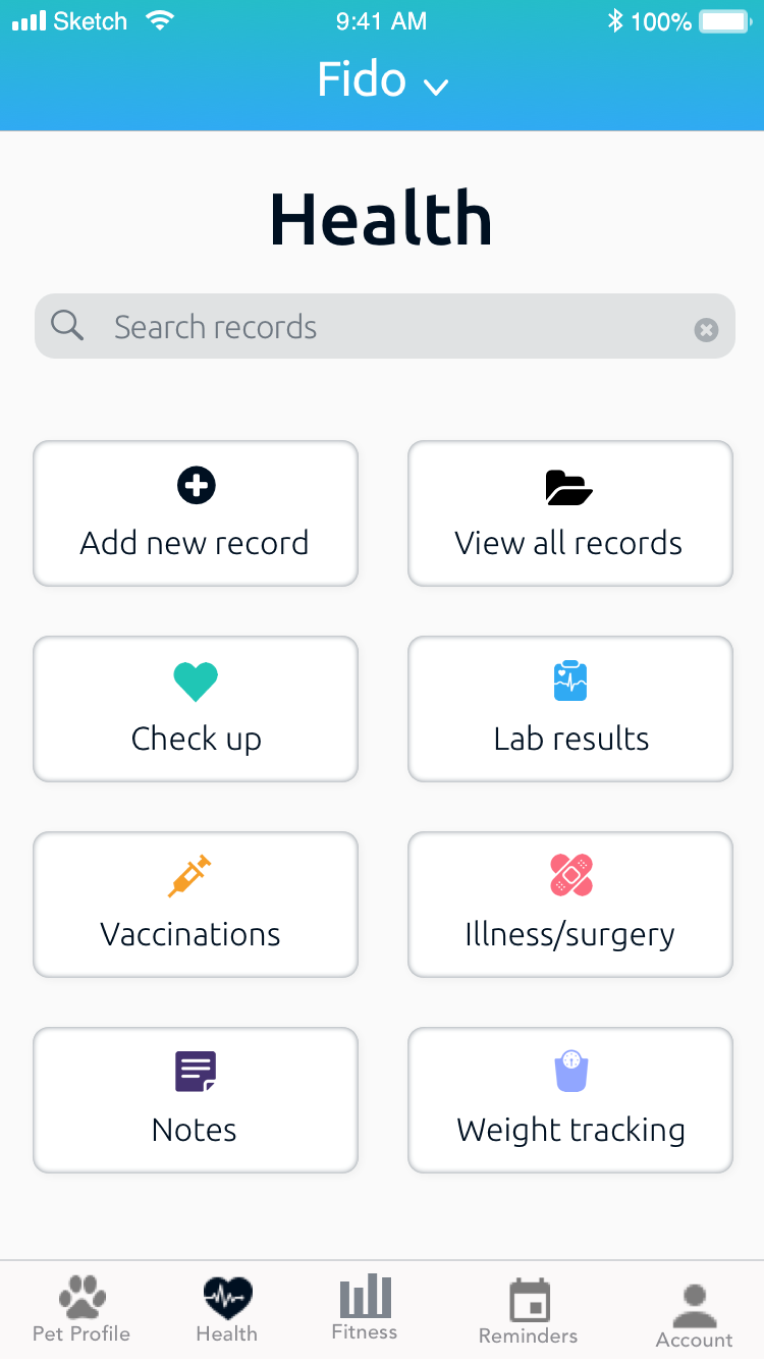 Sketch 9:41 AM 100%
Fido
Health
Search records
Add new record
View all records
Check up
Lab results
Vaccinations
Illness/surgery
Notes
Weight tracking
Pet Profile Health Fitness Reminders Account